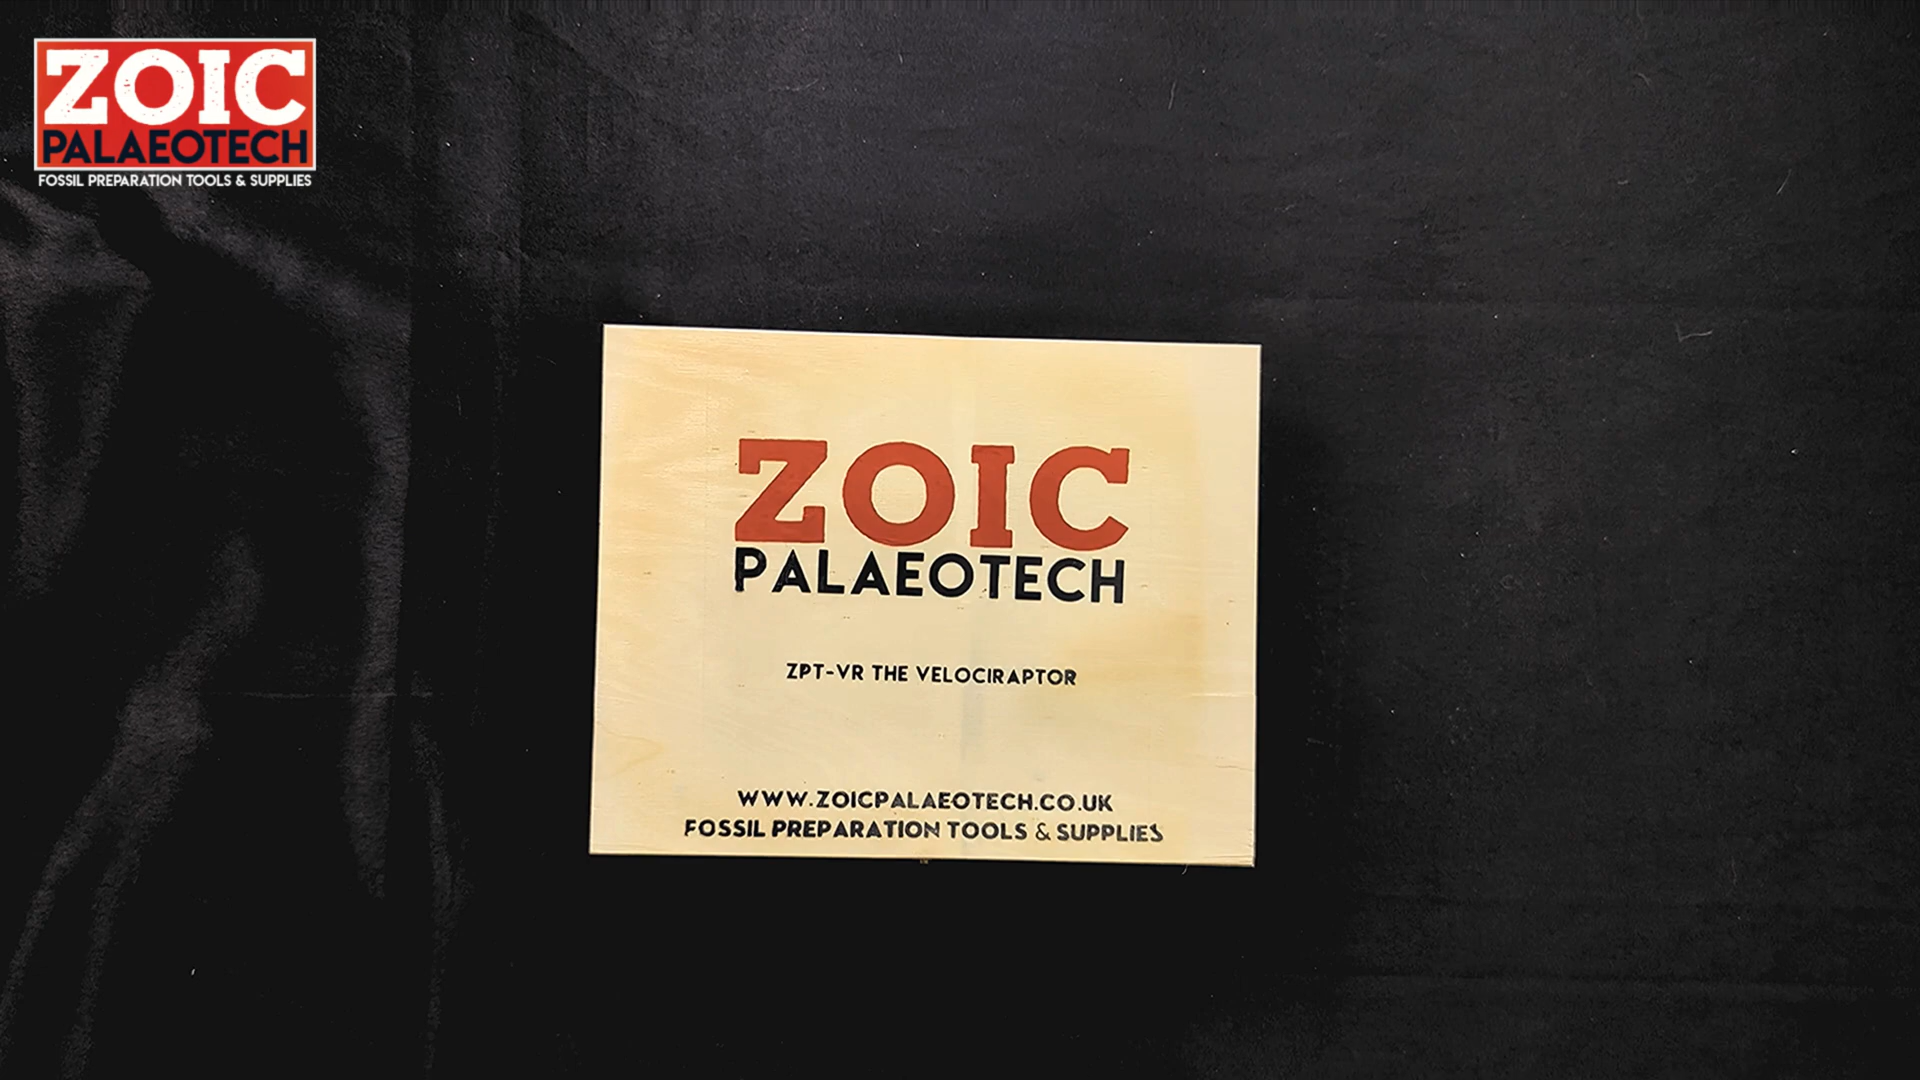 ZOIC
PALAEOTECH
FOSSIL PREPARATION TOOLS & SUPPLIES
ZOIC
PALAEOTECH
ZPT-VR THE VELOCIRAPTOR
WWW.ZOICPALAEOTECH.CO.UK
FOSSIL PREPARATION TOOLS & SUPPLIES